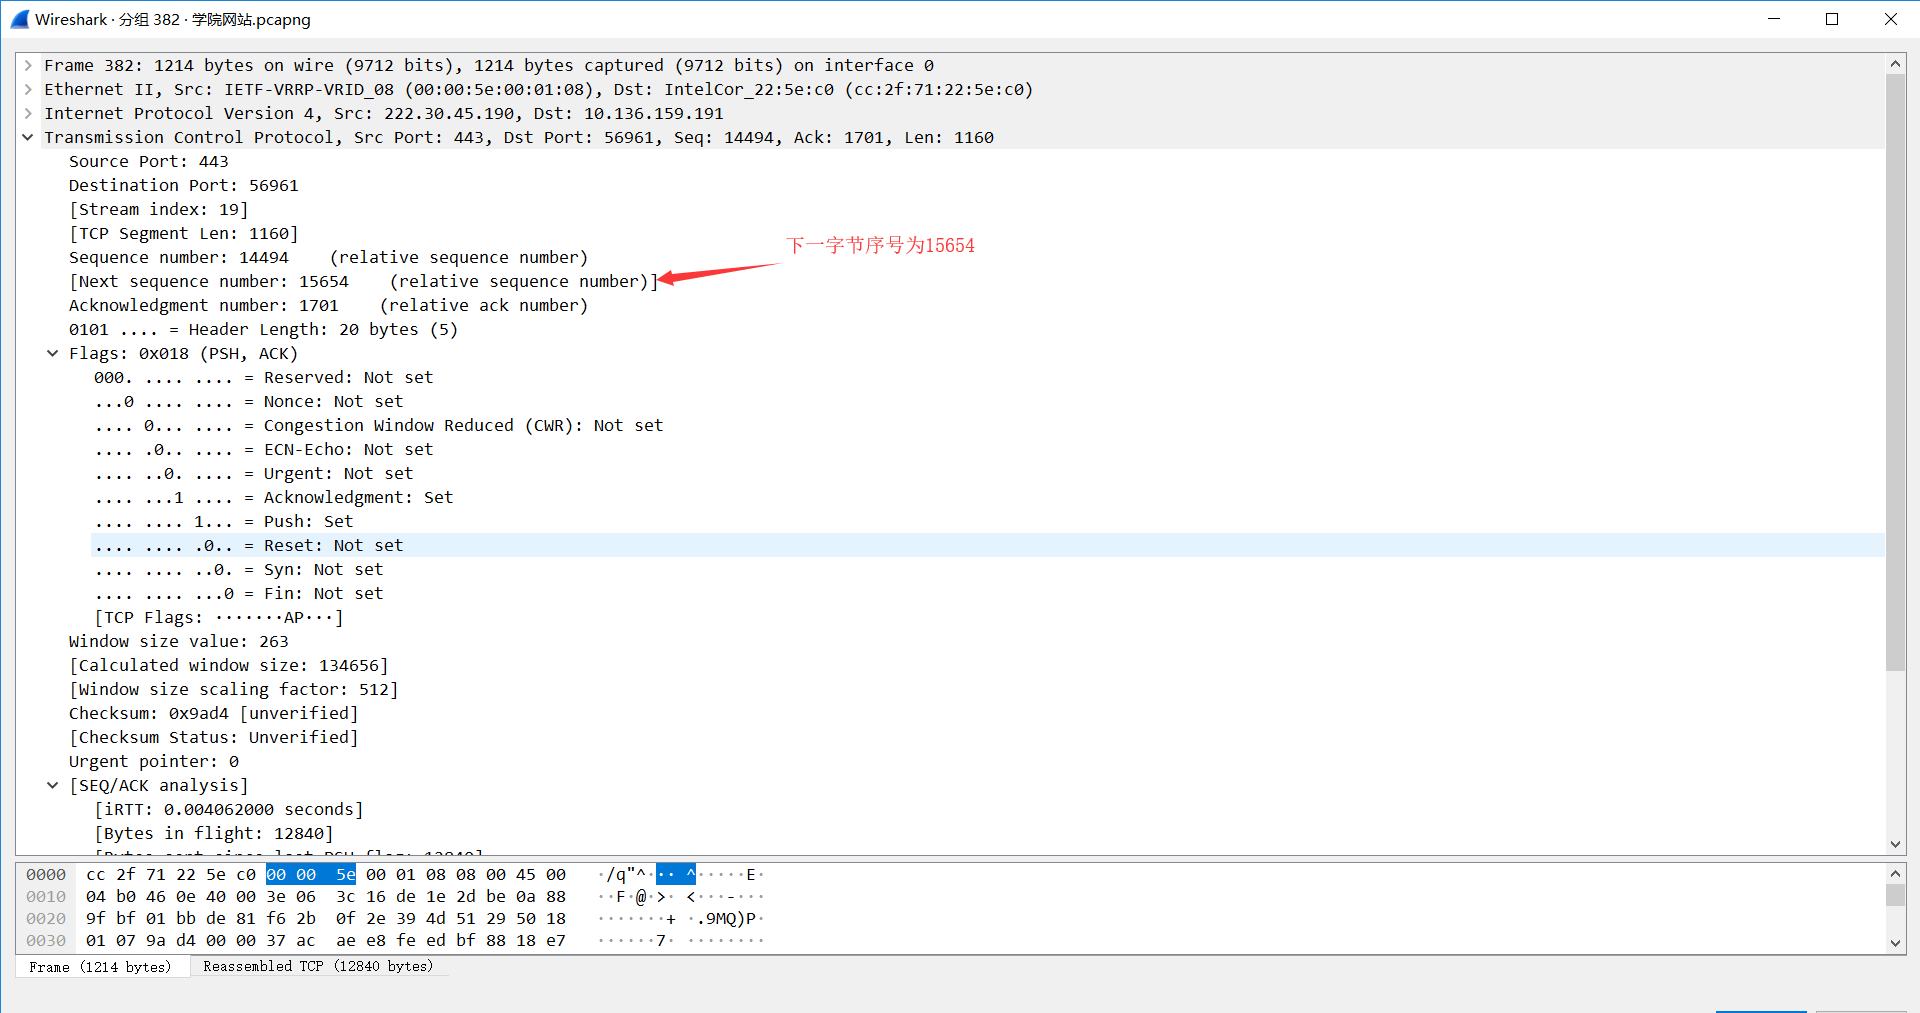 Wireshark · 分组 382 · 学院网站.pcapng
Frame 382: 1214 bytes on wire (9712 bits), 1214 bytes captured (9712 bits) on interface 0
Ethernet II, Src: IETF-VRRP-VRID_08 (00:00:5e:00:01:08), Dst: IntelCor_22:5e:c0 (cc:2f:71:22:5e:c0)
Internet Protocol Version 4, Src: 222.30.45.190, Dst: 10.136.159.191
Transmission Control Protocol, Src Port: 443, Dst Port: 56961, Seq: 14494, Ack: 1701, Len: 1160
Source Port: 443
Destination Port: 56961
[Stream index: 19]
[TCP Segment Len: 1160]
下一字节序号为15654
Sequence number: 14494    (relative sequence number)
[Next sequence number: 15654    (relative sequence number)]
Acknowledgment number: 1701    (relative ack number)
0101 .... = Header Length: 20 bytes (5)
Flags: 0x018 (PSH, ACK)
000. .... .... = Reserved: Not set
...0 .... .... = Nonce: Not set
.... 0... .... = Congestion Window Reduced (CWR): Not set
.... .0.. .... = ECN-Echo: Not set
.... ..0. .... = Urgent: Not set
.... ...1 .... = Acknowledgment: Set
.... .... 1... = Push: Set
.... .... .0.. = Reset: Not set
.... .... ..0. = Syn: Not set
.... .... ...0 = Fin: Not set
[TCP Flags: ·······AP···]
Window size value: 263
[Calculated window size: 134656]
[Window size scaling factor: 512]
Checksum: 0x9ad4 [unverified]
[Checksum Status: Unverified]
Urgent pointer: 0
[SEQ/ACK analysis]
[iRTT: 0.004062000 seconds]
[Bytes in flight: 12840]
[Bytes sent since last PSH flag: 12840]
0000 cc 2f 71 22 5e c0 00 00 5e 00 01 08 08 00 45 00 ·/q"^··· ^·····E·
0010 04 b0 46 0e 40 00 3e 06 3c 16 de 1e 2d be 0a 88 ··F·@·>· <···-···
0020 9f bf 01 bb de 81 f6 2b 0f 2e 39 4d 51 29 50 18 ·······+ ·.9MQ)P·
0030 01 07 9a d4 00 00 37 ac ae e8 fe ed bf 88 18 e7 ······7· ········
Frame (1214 bytes)
Reassembled TCP (12840 bytes)